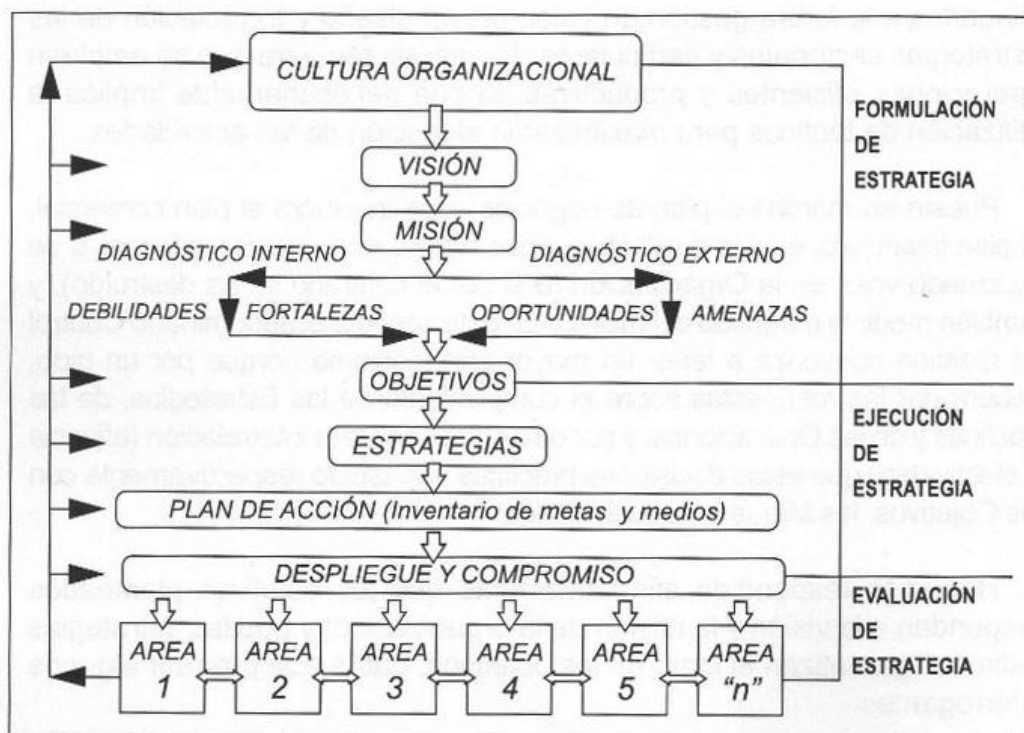 CULTURA ORGANIZACIONAL
FORMULACIÓN
DE
ESTRATEGIA
VISIÓN
MISIÓN
DIAGNÓSTICO INTERNO
DIAGNÓSTICO EXTERNO
DEBILIDADES
FORTALEZAS
OPORTUNIDADES
AMENAZAS
OBJETIVOS
ESTRATEGIAS
EJECUCIÓN
DE
ESTRATEGIA
PLAN DE ACCIÓN (Inventario de metas y medios)
DESPLIEGUE Y COMPROMISO
EVALUACIÓN
DE
ESTRATEGIA
AREA
1
AREA
2
AREA
3
AREA
4
AREA
5
AREA
"n"